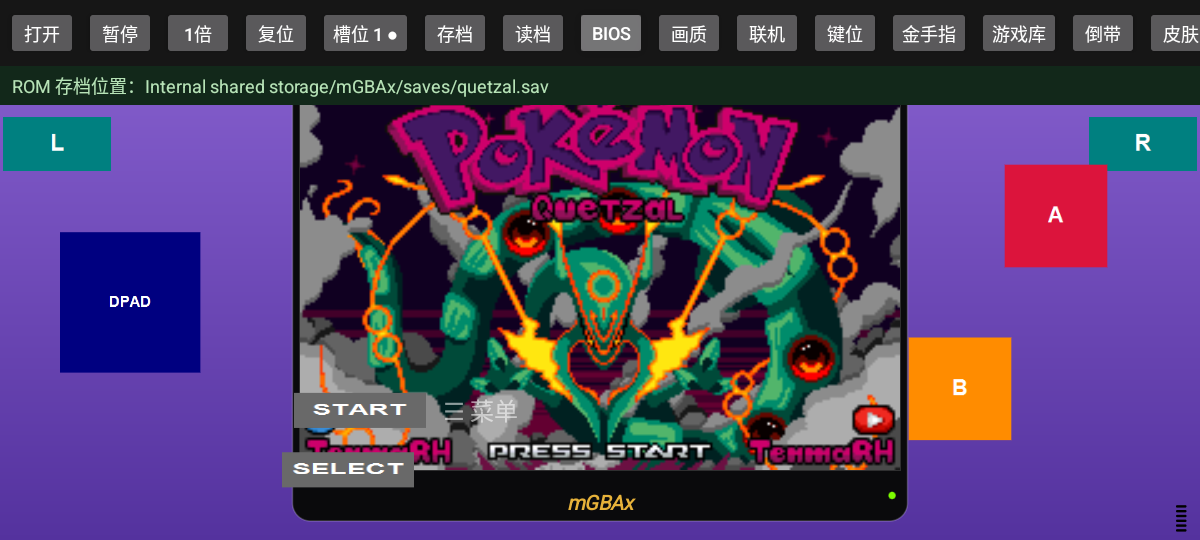 打开 暂停 1倍 复位 槽位 1 ● 存档 读档 BIOS 画质 联机 键位 金手指 游戏库 倒带 皮肤
ROM 存档位置：Internal shared storage/mGBAx/saves/quetzal.sav
L
R
A
DPAD
B
POKéMON
QUETZAL
START
三 菜单
SELECT
TenmaRH
PRESS START
TenmaRH
mGBAx